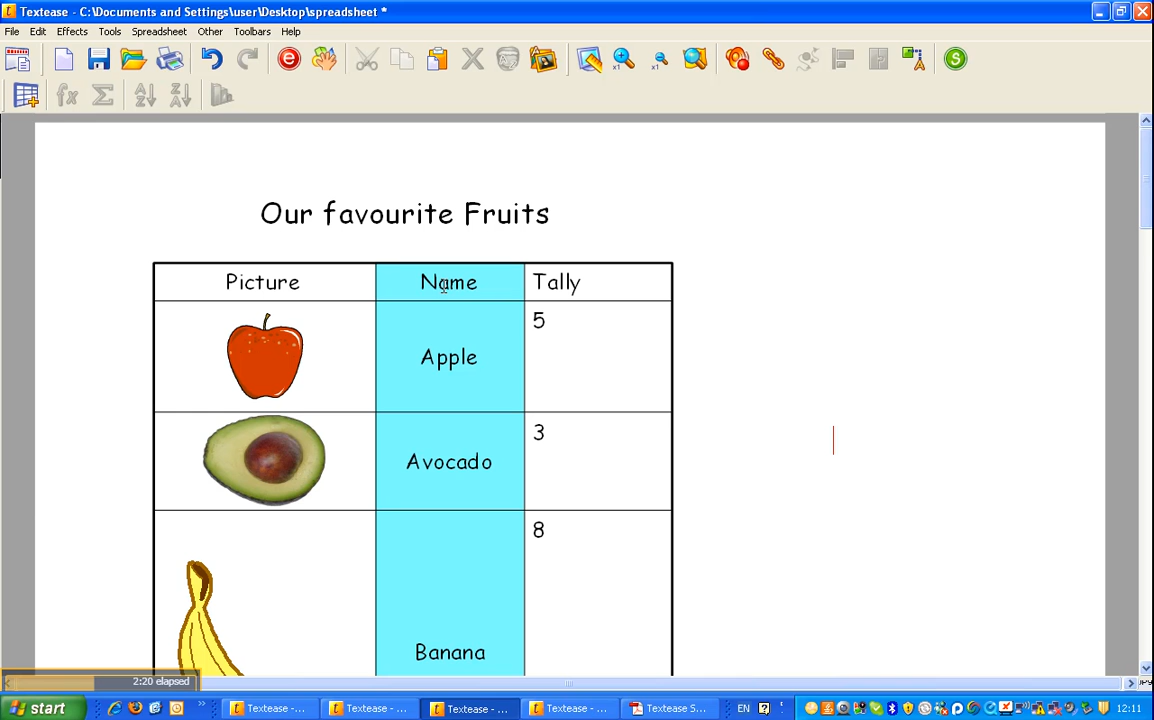 Textease - C:\Documents and Settings\user\Desktop\spreadsheet *
File Edit Effects Tools Spreadsheet Other Toolbars Help
Our favourite Fruits
Picture Name Tally
5
Apple
3
Avocado
8
Banana
2:20 elapsed
start Textease -... Textease - ... Textease - ... Textease - ... Textease S... EN 12:11